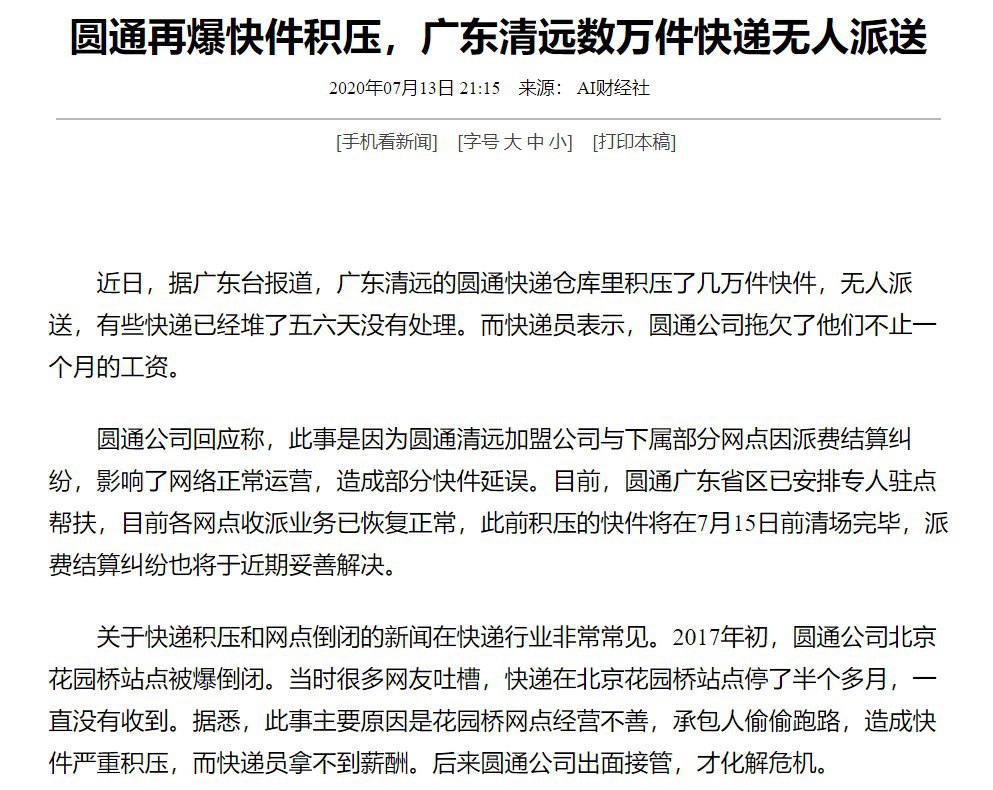 圆通再爆快件积压，广东清远数万件快递无人派送
2020年07月13日 21:15 来源： AI财经社
[手机看新闻] [字号 大 中 小] [打印本稿]
近日，据广东台报道，广东清远的圆通快递仓库里积压了几万件快件，无人派
送，有些快递已经堆了五六天没有处理。而快递员表示，圆通公司拖欠了他们不止一
个月的工资。
圆通公司回应称，此事是因为圆通清远加盟公司与下属部分网点因派费结算纠
纷，影响了网络正常运营，造成部分快件延误。目前，圆通广东省区已安排专人驻点
帮扶，目前各网点收派业务已恢复正常，此前积压的快件将在7月15日前清场完毕，派
费结算纠纷也将于近期妥善解决。
关于快递积压和网点倒闭的新闻在快递行业非常常见。2017年初，圆通公司北京
花园桥站点被爆倒闭。当时很多网友吐槽，快递在北京花园桥站点停了半个多月，一
直没有收到。据悉，此事主要原因是花园桥网点经营不善，承包人偷偷跑路，造成快
件严重积压，而快递员拿不到薪酬。后来圆通公司出面接管，才化解危机。